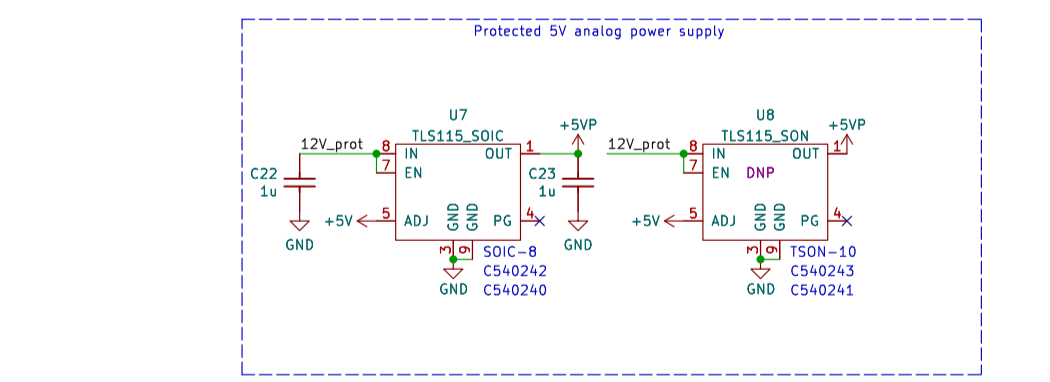 Protected 5V analog power supply
U7
TLS115_SOIC
12V_prot
8
IN
OUT
1
+5VP
7
EN
C22
1u
GND
+5V
5
ADJ
GND
GND
PG
4
3
9
GND
SOIC-8
C540242
C540240
C23
1u
GND
U8
TLS115_SON
12V_prot
8
IN
OUT
1
+5VP
7
EN
DNP
+5V
5
ADJ
GND
GND
PG
4
3
9
GND
TSON-10
C540243
C540241